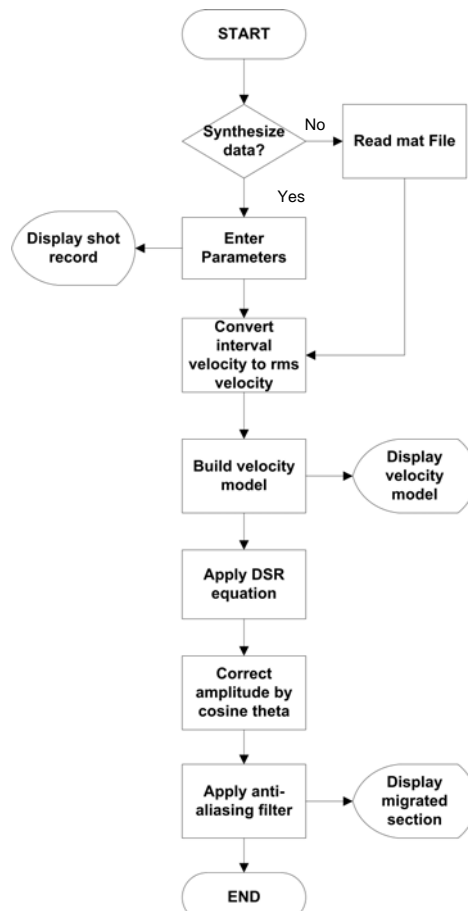 START
Synthesize
data?
No
Read mat File
Yes
Display shot
record
Enter
Parameters
Convert
interval
velocity to rms
velocity
Build velocity
model
Display
velocity
model
Apply DSR
equation
Correct
amplitude by
cosine theta
Apply anti-
aliasing filter
Display
migrated
section
END